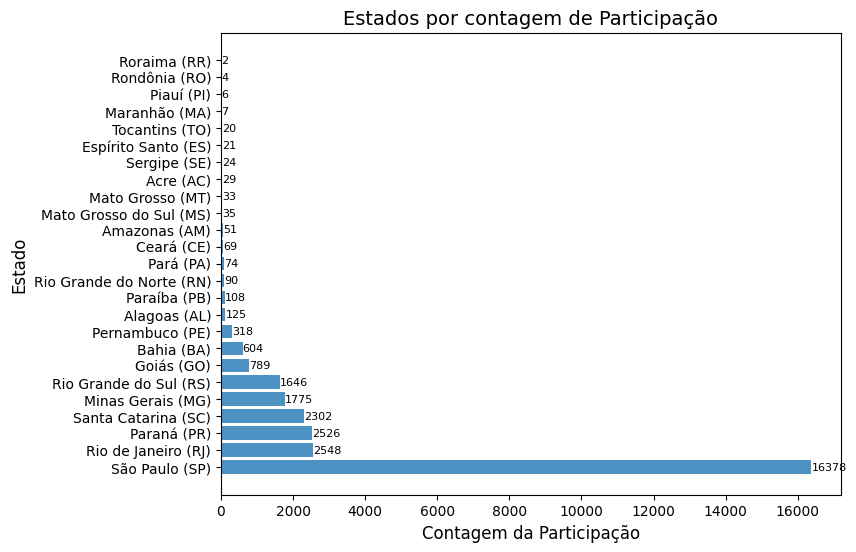 Estados por contagem de Participação
Estado
Roraima (RR) 2
Rondônia (RO) 4
Piauí (PI) 6
Maranhão (MA) 7
Tocantins (TO) 20
Espírito Santo (ES) 21
Sergipe (SE) 24
Acre (AC) 29
Mato Grosso (MT) 33
Mato Grosso do Sul (MS) 35
Amazonas (AM) 51
Ceará (CE) 69
Pará (PA) 74
Rio Grande do Norte (RN) 90
Paraíba (PB) 108
Alagoas (AL) 125
Pernambuco (PE) 318
Bahia (BA) 604
Goiás (GO) 789
Rio Grande do Sul (RS) 1646
Minas Gerais (MG) 1775
Santa Catarina (SC) 2302
Paraná (PR) 2526
Rio de Janeiro (RJ) 2548
São Paulo (SP) 16378
0 2000 4000 6000 8000 10000 12000 14000 16000
Contagem da Participação